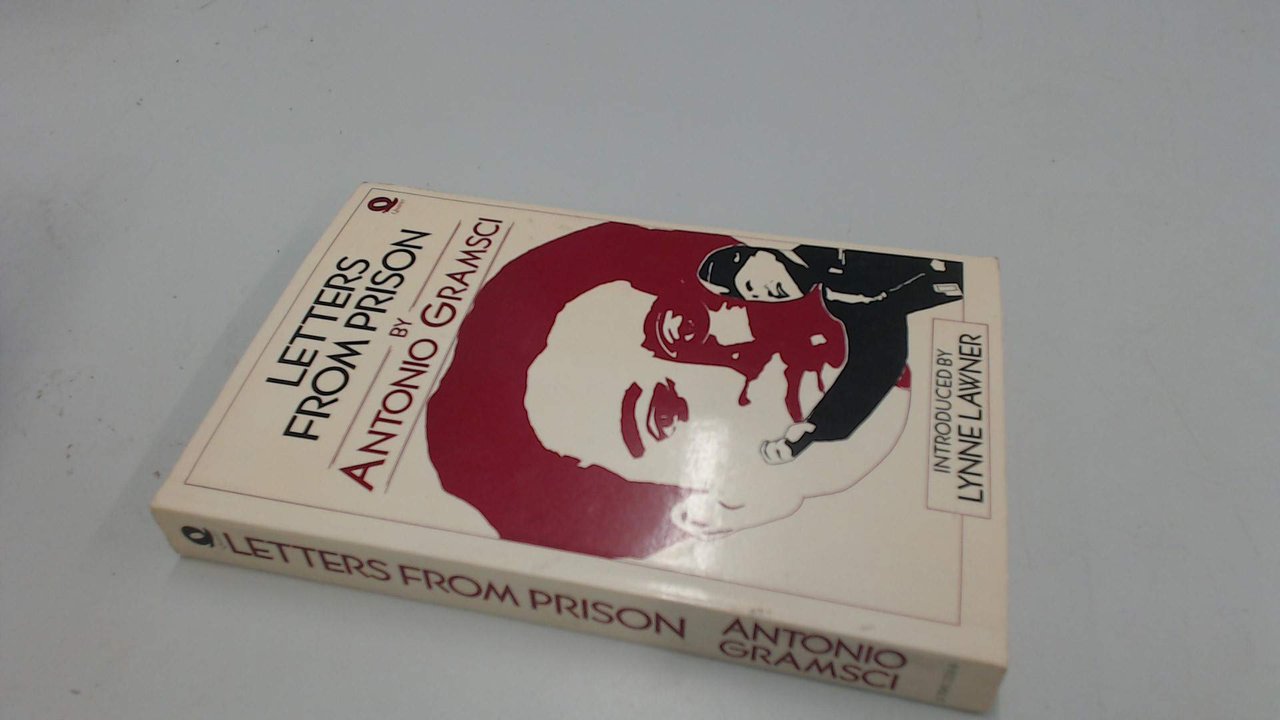 LETTERS
FROM PRISON
BY
ANTONIO GRAMSCI
INTRODUCED BY
LYNNE LAWNER
LETTERS FROM PRISON
ANTONIO
GRAMSCI